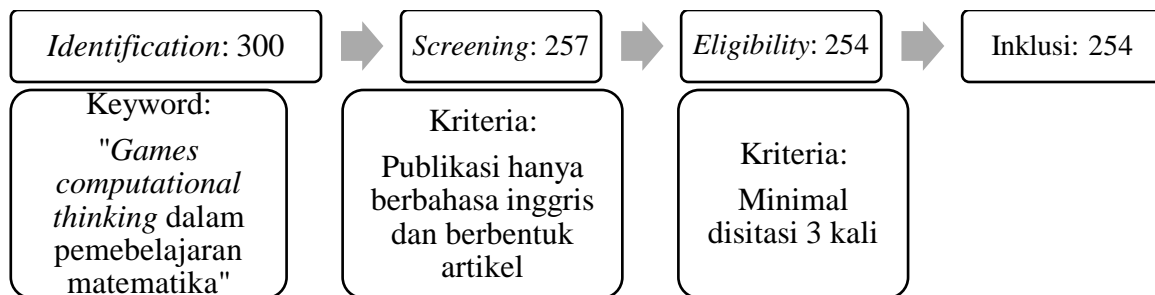 Identification: 300
Screening: 257
Eligibility: 254
Inklusi: 254
Keyword:
"Games
computational
thinking dalam
pemebelajaran
matematika"
Kriteria:
Publikasi hanya
berbahasa inggris
dan berbentuk
artikel
Kriteria:
Minimal
disitasi 3 kali